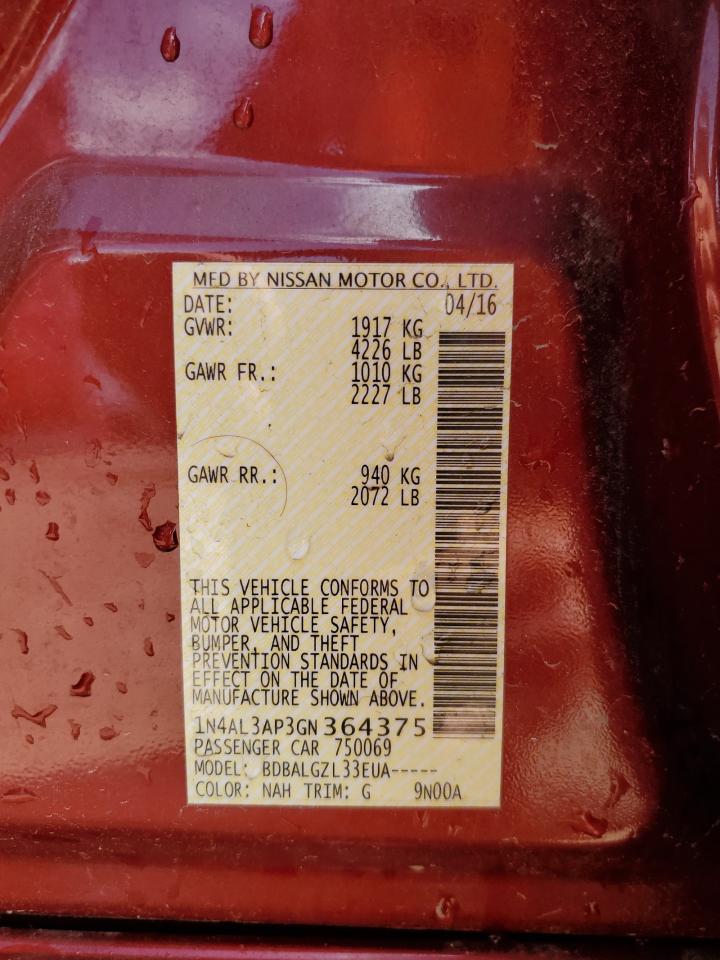 MFD BY NISSAN MOTOR CO., LTD.
DATE: 04/16
GVWR: 1917 KG
4226 LB
GAWR FR.: 1010 KG
2227 LB
GAWR RR.: 940 KG
2072 LB
THIS VEHICLE CONFORMS TO
ALL APPLICABLE FEDERAL
MOTOR VEHICLE SAFETY,
BUMPER, AND THEFT
PREVENTION STANDARDS IN
EFFECT ON THE DATE OF
MANUFACTURE SHOWN ABOVE.
1N4AL3AP3GN364375
PASSENGER CAR 750069
MODEL: BDBALGZL33EUA-----
COLOR: NAH TRIM: G 9N00A